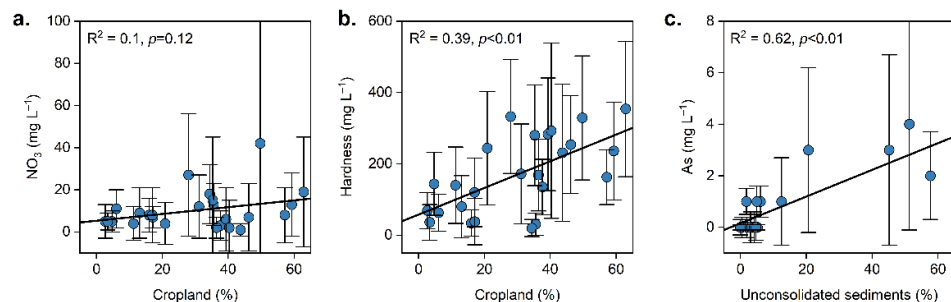 a.
R² = 0.1, p=0.12
NO₃ (mg L⁻¹)
100
80
60
40
20
0
0 20 40 60
Cropland (%)
b.
R² = 0.39, p<0.01
Hardness (mg L⁻¹)
600
400
200
0
0 20 40 60
Cropland (%)
c.
R² = 0.62, p<0.01
As (mg L⁻¹)
8
6
4
2
0
0 20 40 60
Unconsolidated sediments (%)